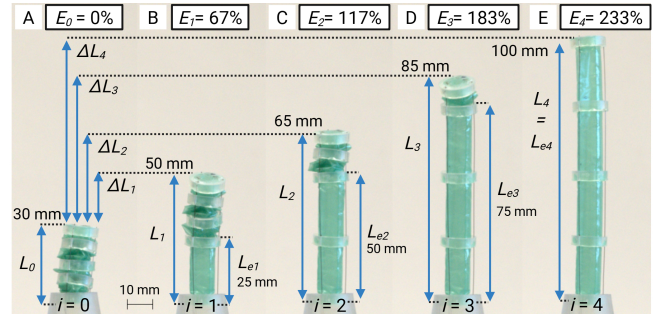 A E₀ = 0% B E₁ = 67% C E₂ = 117% D E₃ = 183% E E₄ = 233%
ΔL₄ 100 mm
ΔL₃ 85 mm
ΔL₂ 65 mm
ΔL₁ 50 mm
30 mm
L₀ L₁ L₂ L₃ L₄
=
Lₑ₄
Lₑ₁
25 mm
Lₑ₂
50 mm
Lₑ₃
75 mm
10 mm
i = 0 i = 1 i = 2 i = 3 i = 4